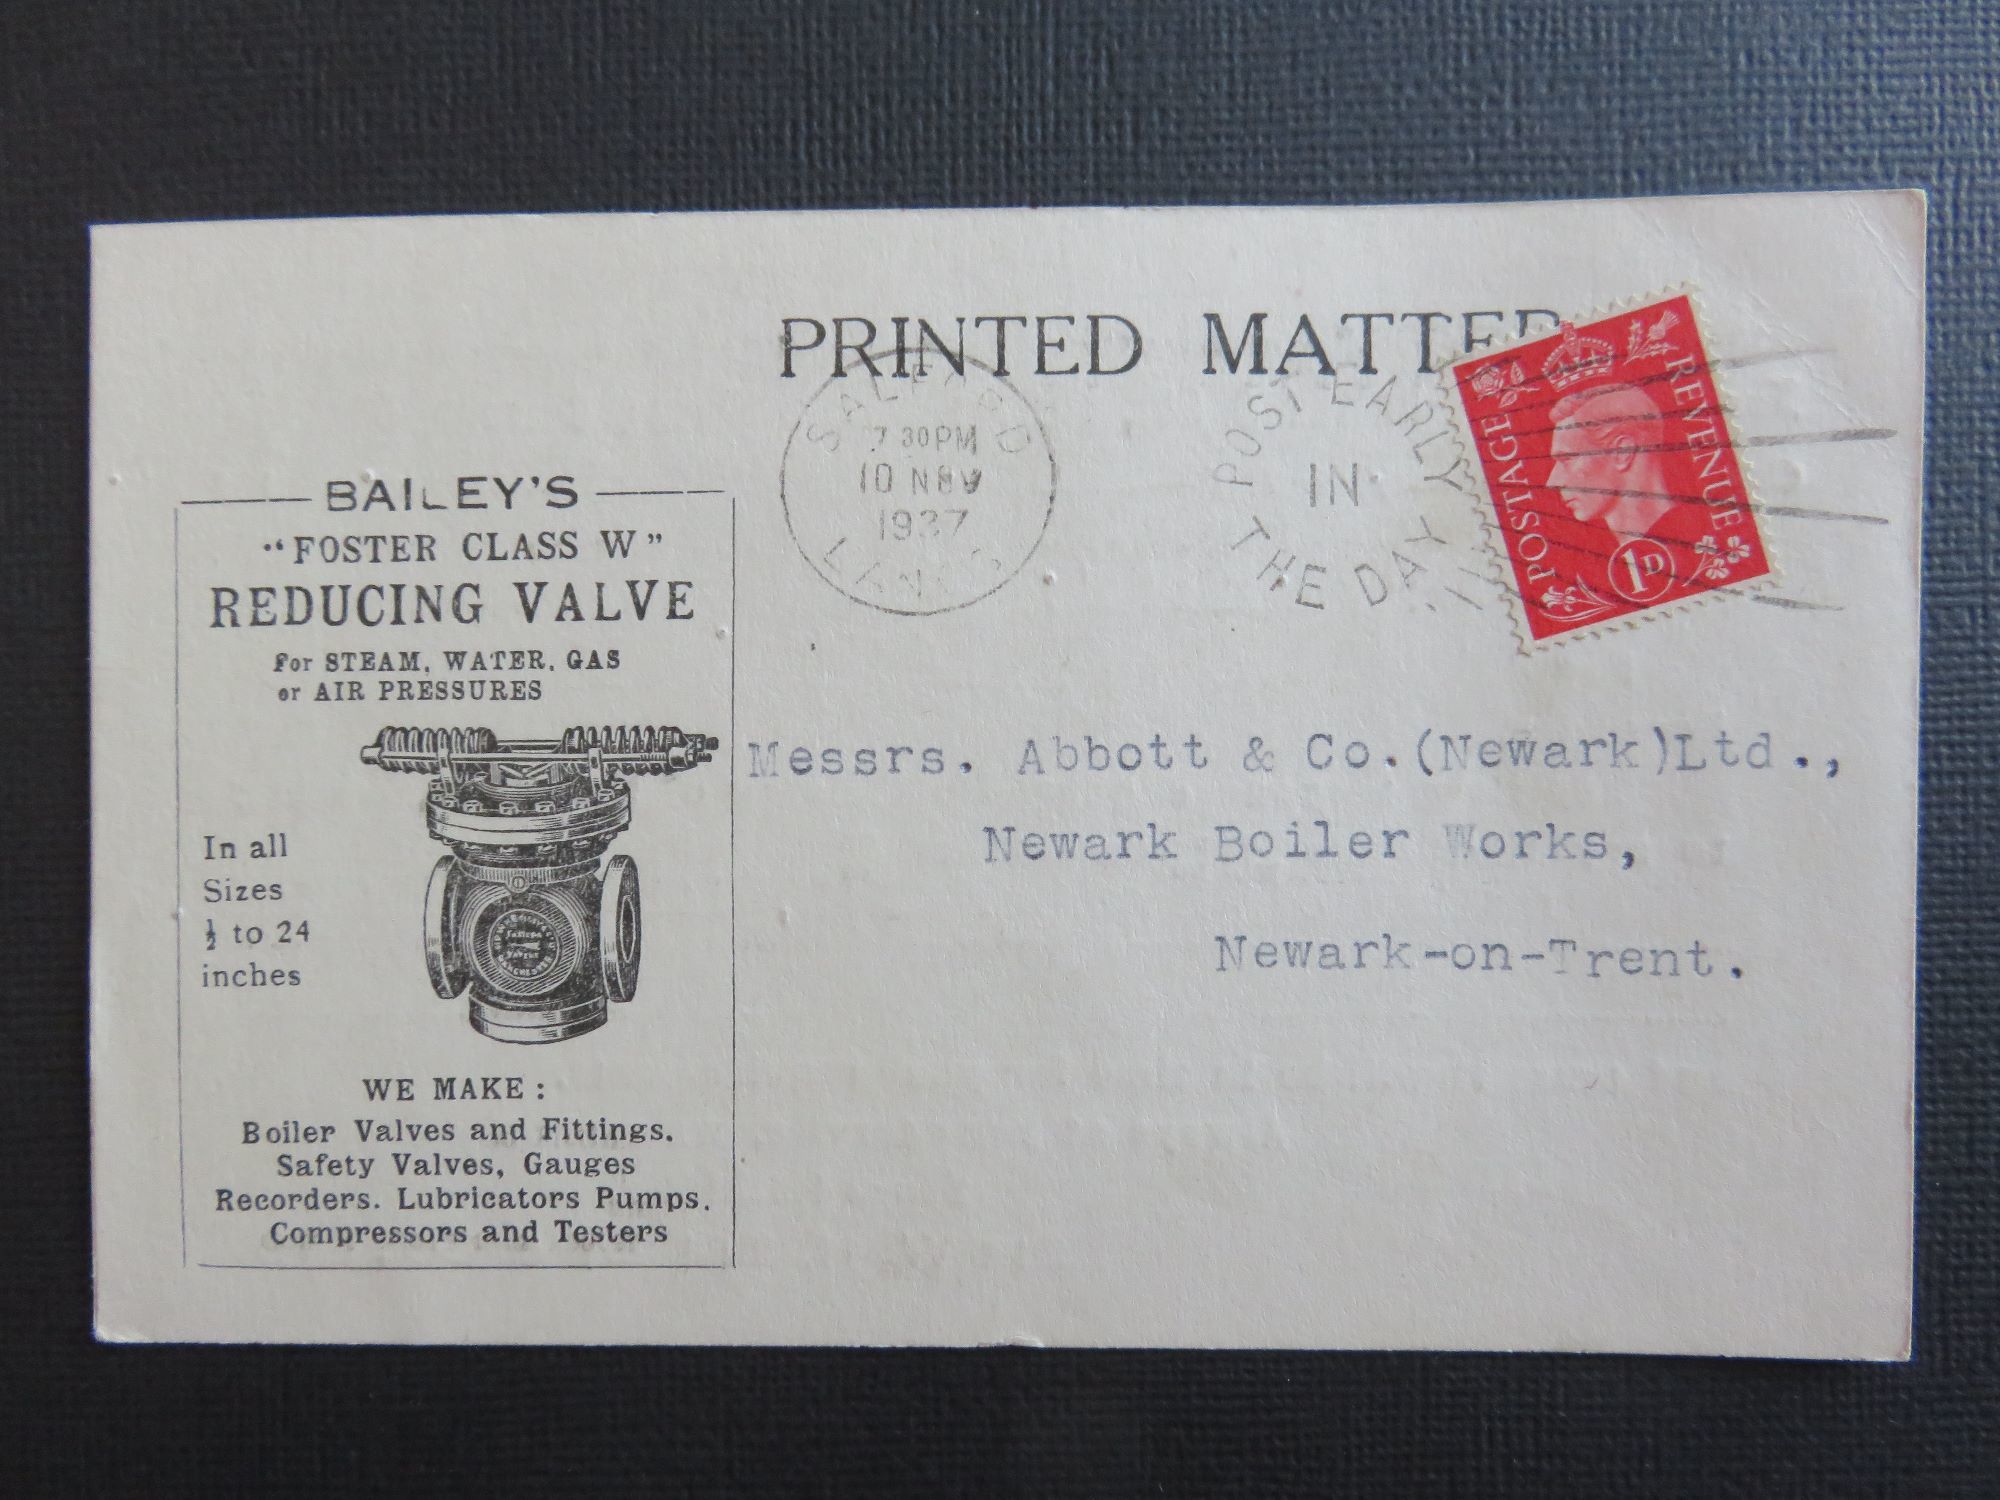 PRINTED MATTER
SALFORD
7 30PM
10 NOV
1937
LANCS
POST EARLY
IN
THE DAY
POSTAGE REVENUE
1D
BAILEY'S
"FOSTER CLASS W"
REDUCING VALVE
For STEAM, WATER, GAS
or AIR PRESSURES
In all
Sizes
½ to 24
inches
WE MAKE :
Boiler Valves and Fittings.
Safety Valves, Gauges
Recorders. Lubricators Pumps.
Compressors and Testers
Messrs. Abbott & Co.(Newark)Ltd.,
Newark Boiler Works,
Newark-on-Trent.